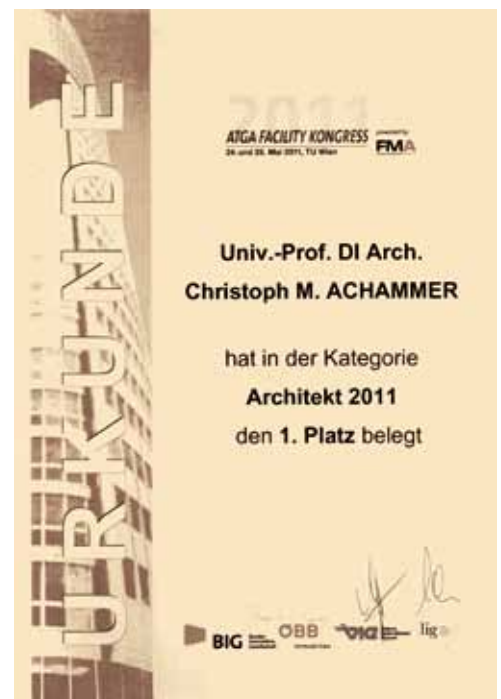 URKUNDE
2011
ATGA FACILITY KONGRESS
FMA
24. und 25. Mai 2011, TU Wien
Univ.-Prof. DI Arch.
Christoph M. ACHAMMER
hat in der Kategorie
Architekt 2011
den 1. Platz belegt
BIG
ÖBB
lig